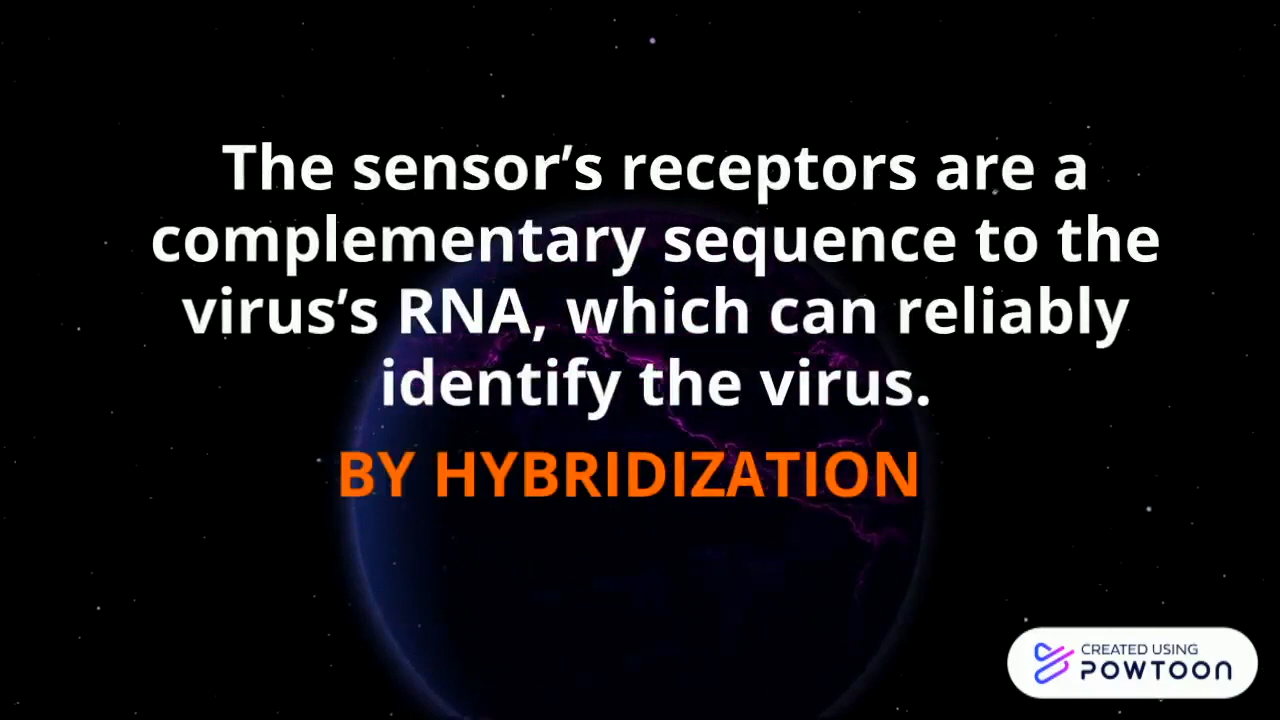 The sensor’s receptors are a
complementary sequence to the
virus’s RNA, which can reliably
identify the virus.
BY HYBRIDIZATION
CREATED USING
POWTOON